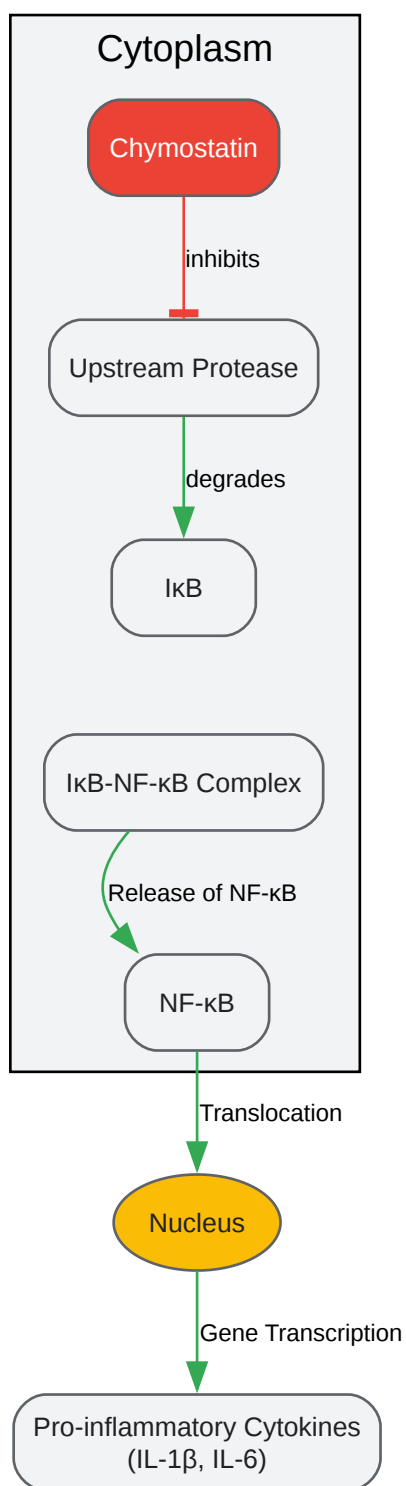 Cytoplasm
Chymostatin
inhibits
Upstream Protease
degrades
IκB
IκB-NF-κB Complex
Release of NF-κB
NF-κB
Translocation
Nucleus
Gene Transcription
Pro-inflammatory Cytokines
(IL-1β, IL-6)